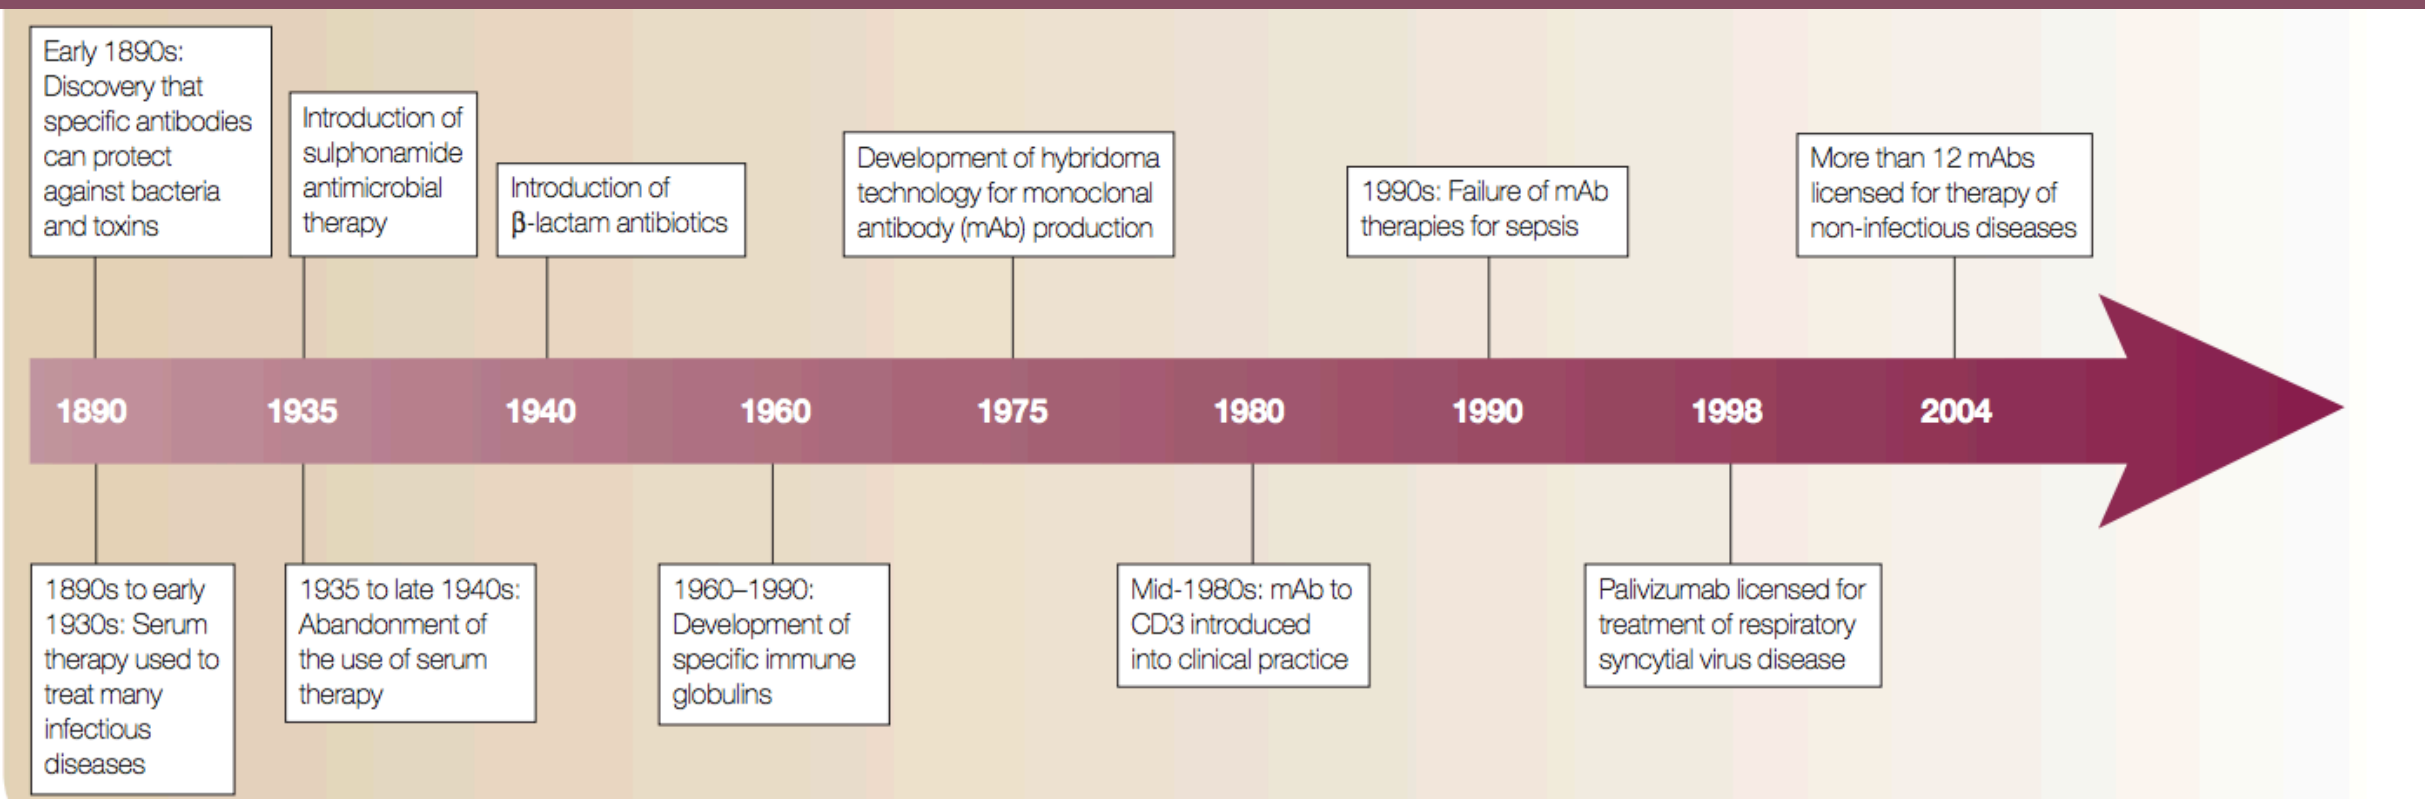 Early 1890s:
Discovery that
specific antibodies
can protect
against bacteria
and toxins
Introduction of
sulphonamide
antimicrobial
therapy
Introduction of
β-lactam antibiotics
Development of hybridoma
technology for monoclonal
antibody (mAb) production
1990s: Failure of mAb
therapies for sepsis
More than 12 mAbs
licensed for therapy of
non-infectious diseases
1890
1935
1940
1960
1975
1980
1990
1998
2004
1890s to early
1930s: Serum
therapy used to
treat many
infectious
diseases
1935 to late 1940s:
Abandonment of
the use of serum
therapy
1960–1990:
Development of
specific immune
globulins
Mid-1980s: mAb to
CD3 introduced
into clinical practice
Palivizumab licensed for
treatment of respiratory
syncytial virus disease